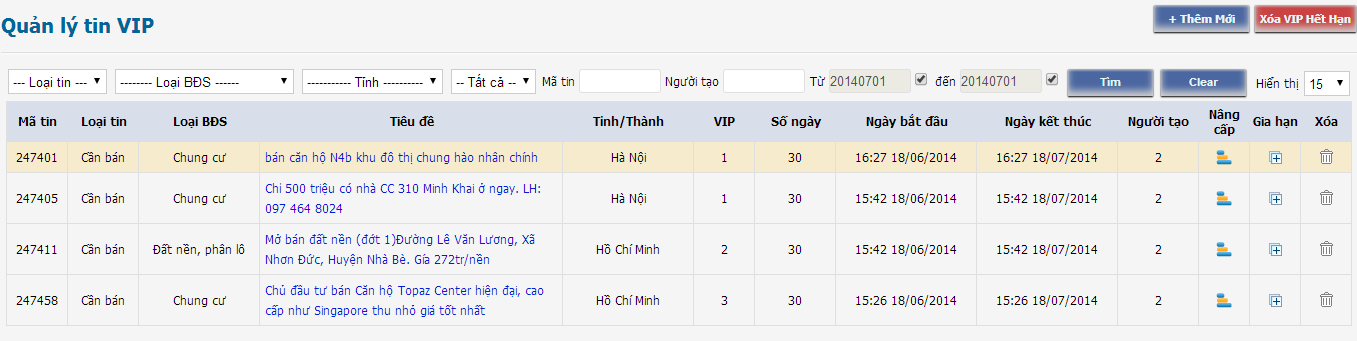 Quản lý tin VIP
+ Thêm Mới Xóa VIP Hết Hạn
--- Loại tin --- -------- Loại BĐS ------ ----------- Tỉnh ---------- -- Tất cả -- Mã tin Người tạo Từ 20140701 đến 20140701 Tìm Clear Hiển thị 15
Mã tin Loại tin Loại BĐS Tiêu đề Tỉnh/Thành VIP Số ngày Ngày bắt đầu Ngày kết thúc Người tạo Nâng cấp Gia hạn Xóa
247401 Cần bán Chung cư bán căn hộ N4b khu đô thị chung hào nhân chính Hà Nội 1 30 16:27 18/06/2014 16:27 18/07/2014 2
247405 Cần bán Chung cư Chi 500 triệu có nhà CC 310 Minh Khai ở ngay. LH:
097 464 8024 Hà Nội 1 30 15:42 18/06/2014 15:42 18/07/2014 2
247411 Cần bán Đất nền, phân lô Mở bán đất nền (đớt 1)Đường Lê Văn Lương, Xã
Nhơn Đức, Huyện Nhà Bè. Gía 272tr/nền Hồ Chí Minh 2 30 15:42 18/06/2014 15:42 18/07/2014 2
247458 Cần bán Chung cư Chủ đầu tư bán Căn hộ Topaz Center hiện đại, cao
cấp như Singapore thu nhỏ giá tốt nhất Hồ Chí Minh 3 30 15:26 18/06/2014 15:26 18/07/2014 2